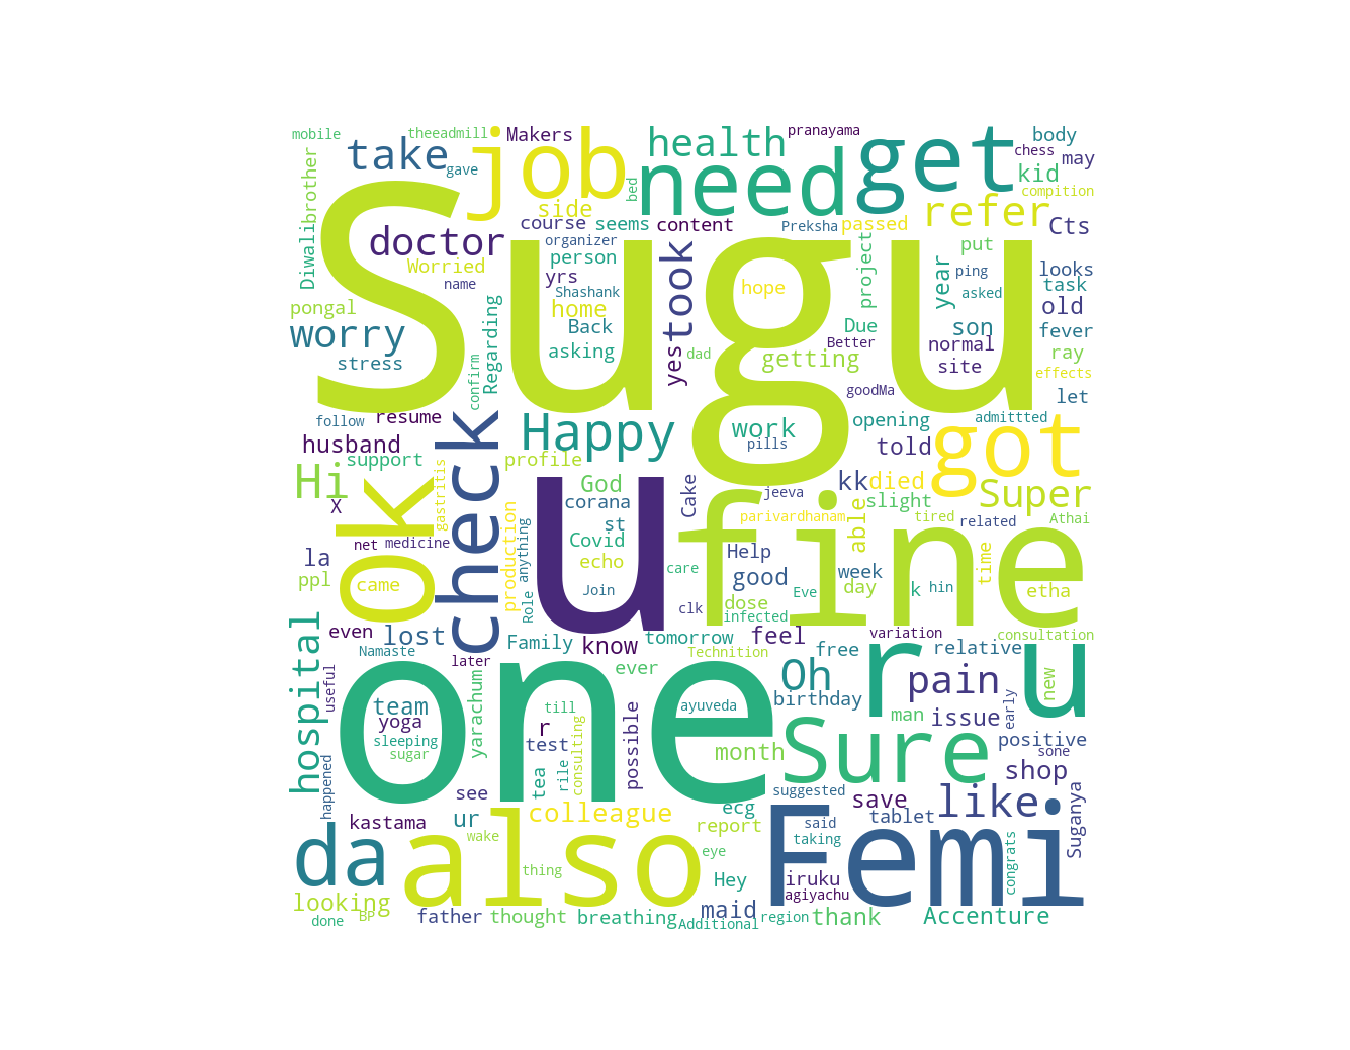 mobile
theeadmill
Makers
pranayama
body
take
job
health
get
chess
may
gave
need
kid
Diwalibrother
bed
side
refer
compition
course
seems
content
Preksha
passed
Cts
doctor
organizer
person
took
put
Worried
yrs
project
year
ping
looks
name
Shashank
hope
asked
task
pongal
home
old
Sugu
worry
Regarding
Back
Due
son
fever
stress
asking
yes
dad
getting
Better
normal
ray
confirm
site
effects
goodMa
let
follow
resume
check
Happy
work
opening
admittted
husband
pills
told
got
support
gastritis
profile
Hi
God
Cake
jeeva
kk
died
Super
X
Ok
corana
slight
st
parivardhanam
able
tired
related
Athai
net
medicine
production
anything
Covid
u
fine
la
Help
time
ppl
came
echo
care
good
week
day
k
hin
etha
Role
Join
clk
dose
Eve
infected
hospital
even
lost
Family
know
tomorrow
feel
variation
consultation
Namaste
later
Technition
free
relative
useful
ever
Oh
r u
pain
new
team
yarachum
till
one
ayuveda
birthday
man
issue
early
yoga
r
possible
sleeping
test
month
Sure
positive
sugar
tea
rile
consulting
sone
shop
happened
see
suggested
save
like
kastama
ur
colleague
ecg
tablet
Suganya
da
wake
also
report
said
Femi
taking
thing
eye
congrats
looking
Hey
iruku
agiyachu
done
BP
father
thought
breathing
maid
Additional
region
thank
Accenture